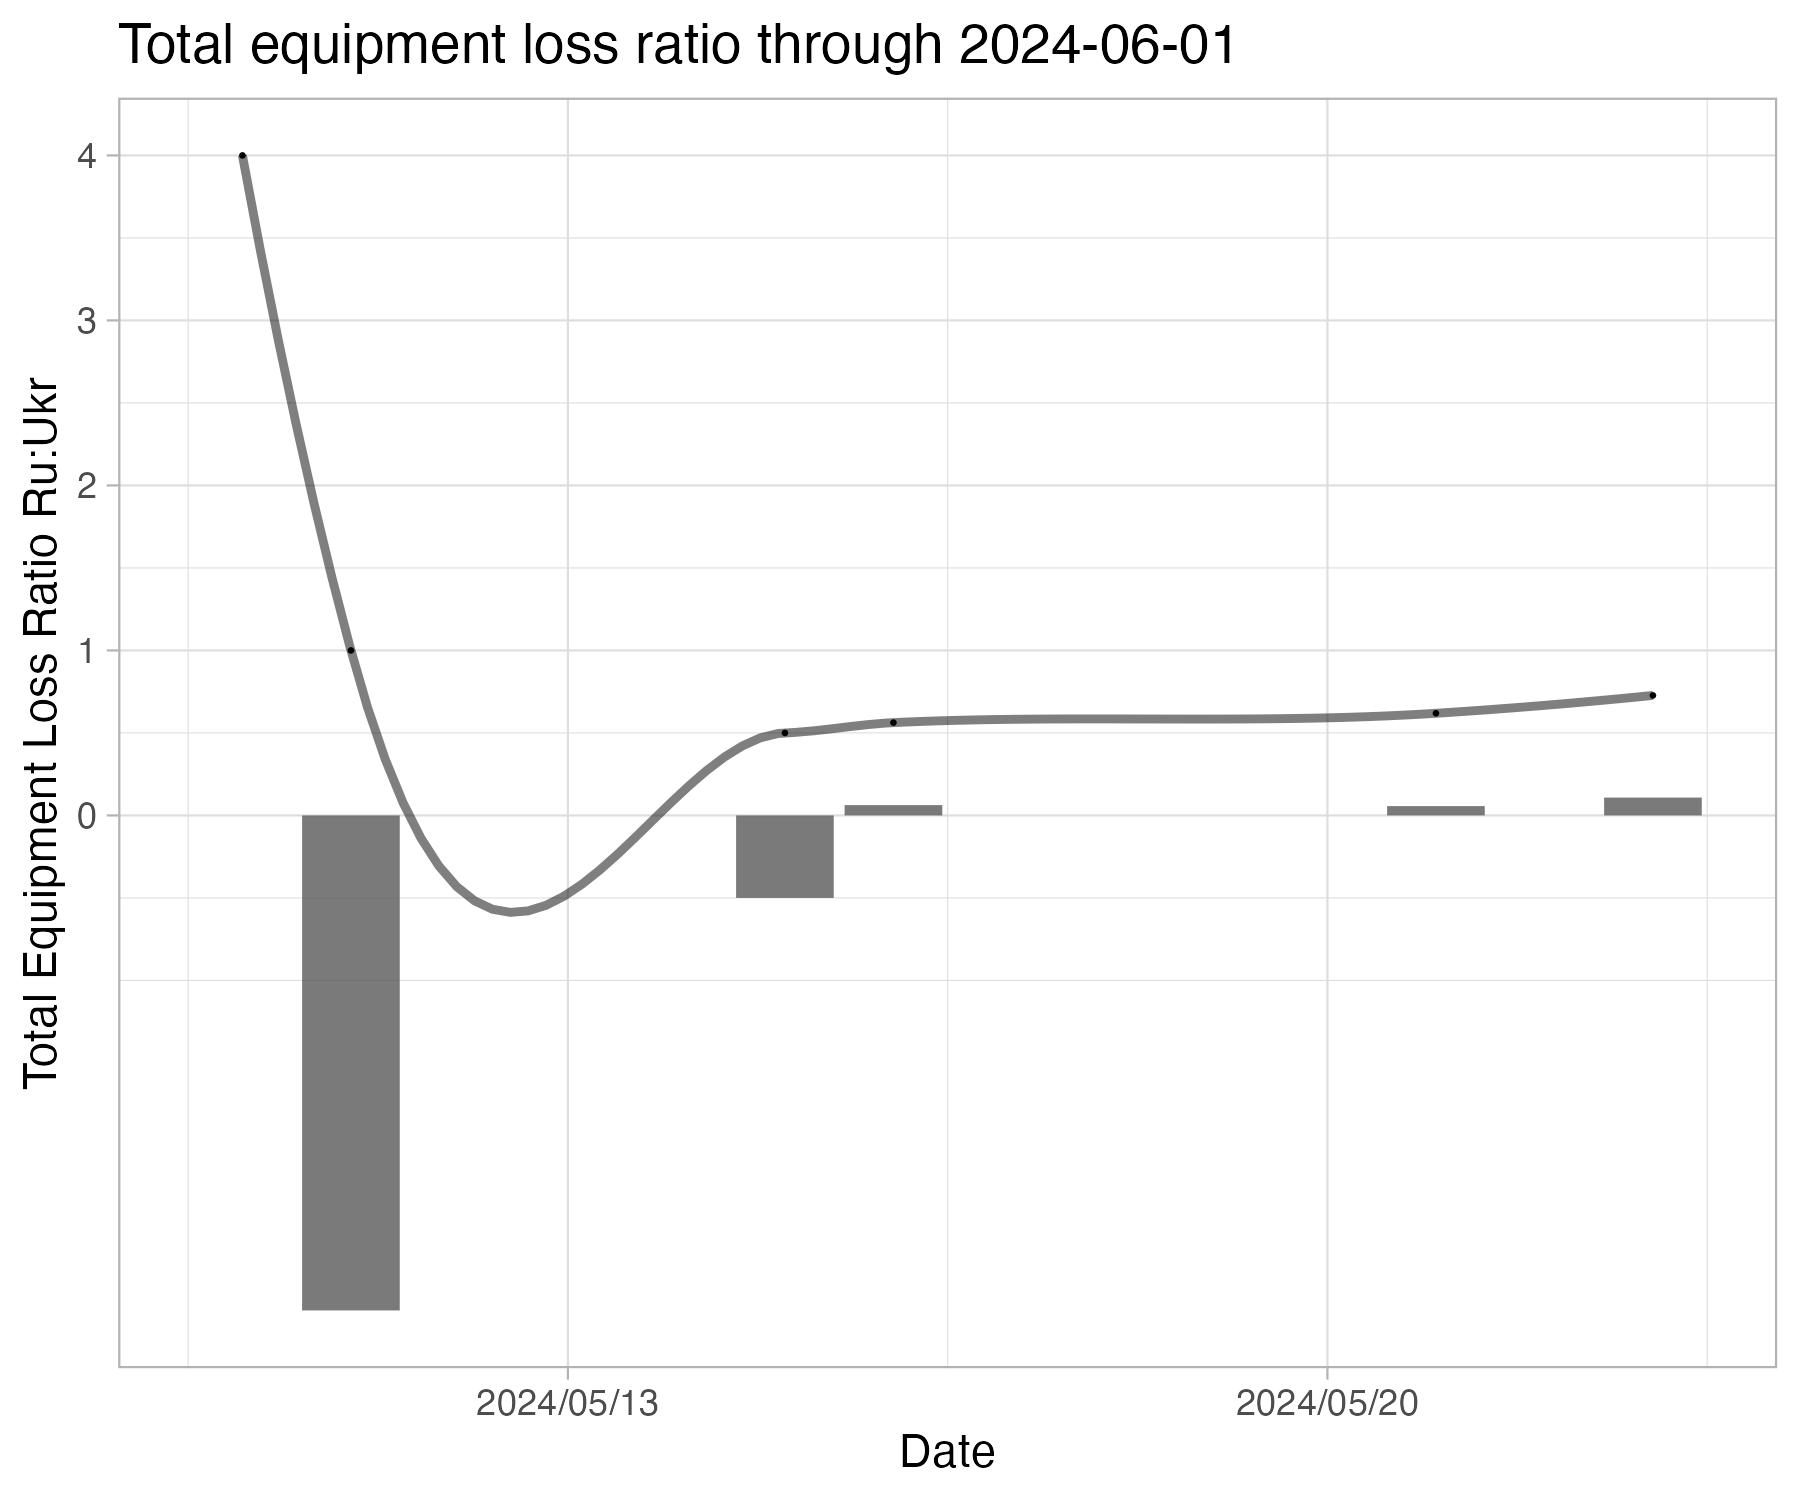 Total equipment loss ratio through 2024-06-01
Total Equipment Loss Ratio Ru:Ukr
4
3
2
1
0
2024/05/13
2024/05/20
Date